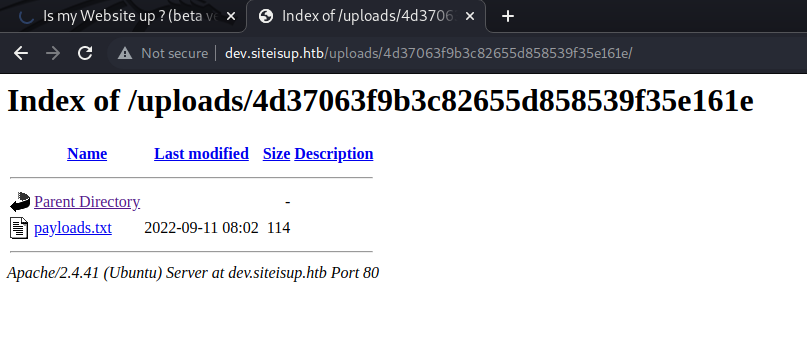 Is my Website up ? (beta ve
Index of /uploads/4d3706
Not secure dev.siteisup.htb/uploads/4d37063f9b3c82655d858539f35e161e/
Index of /uploads/4d37063f9b3c82655d858539f35e161e
Name Last modified Size Description
Parent Directory -
payloads.txt 2022-09-11 08:02 114
Apache/2.4.41 (Ubuntu) Server at dev.siteisup.htb Port 80